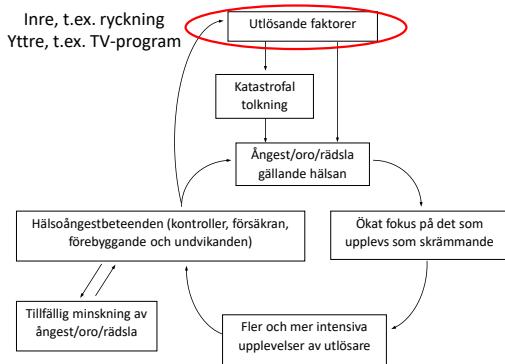 Inre, t.ex. ryckning
Yttre, t.ex. TV-program
Utlösande faktorer
Katastrofal
tolkning
Ångest/oro/rädsla
gällande hälsan
Hälsoångestbeteenden (kontroller, försäkran,
förebyggande och undvikanden)
Ökat fokus på det som
upplevs som skrämmande
Tillfällig minskning av
ångest/oro/rädsla
Fler och mer intensiva
upplevelser av utlösare